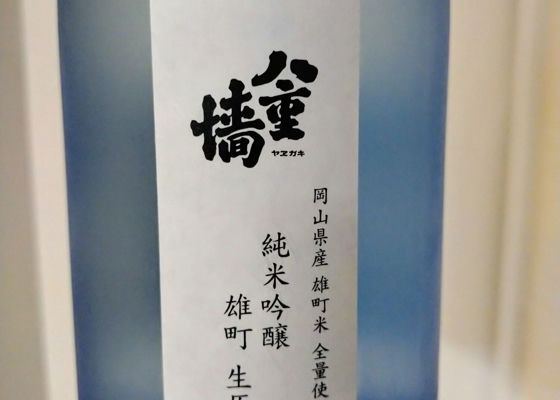 八重墻
ヤヱガキ
岡山県産 雄町米 全量使
純米吟醸
雄町 生